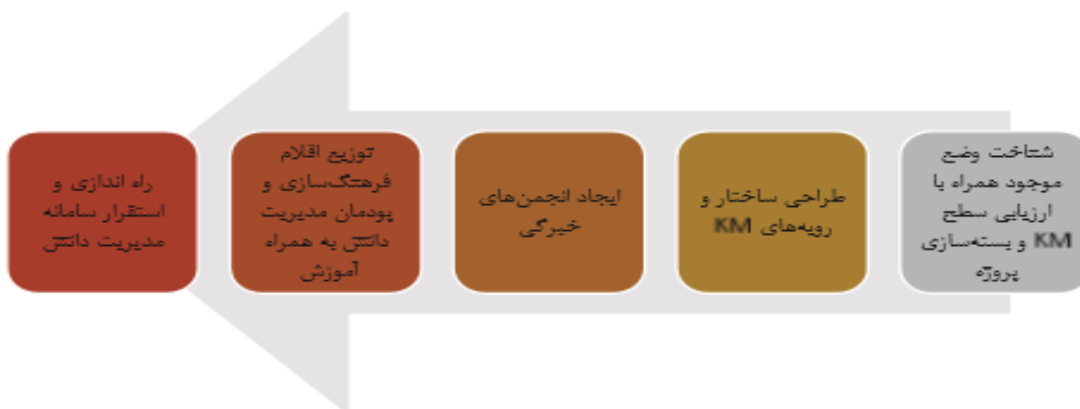 شناخت وضع
موجود همراه با
ارزیابی سطح
KM و بسته‌سازی
پروژه
طراحی ساختار و
رویه‌های KM
ایجاد انجمن‌های
خبرگی
توزیع اقلام
فرهنگ‌سازی و
پودمان مدیریت
دانش به همراه
آموزش
راه اندازی و
استقرار سامانه
مدیریت دانش